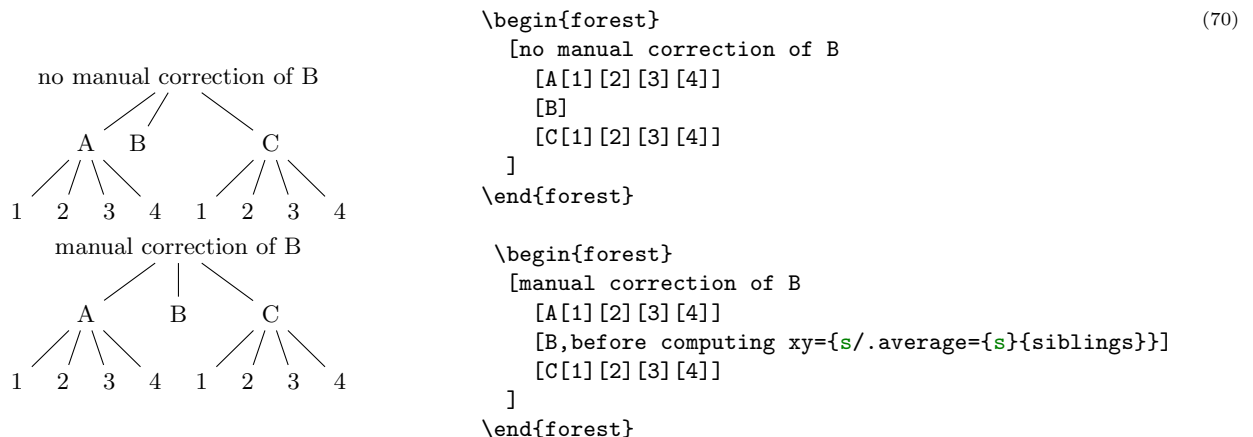 no manual correction of B
A B C
1 2 3 4 1 2 3 4
manual correction of B
A B C
1 2 3 4 1 2 3 4
\begin{forest}
[no manual correction of B
[A[1][2][3][4]]
[B]
[C[1][2][3][4]]
]
\end{forest}
\begin{forest}
[manual correction of B
[A[1][2][3][4]]
[B,before computing xy={s/.average={s}{siblings}}]
[C[1][2][3][4]]
]
\end{forest}
(70)